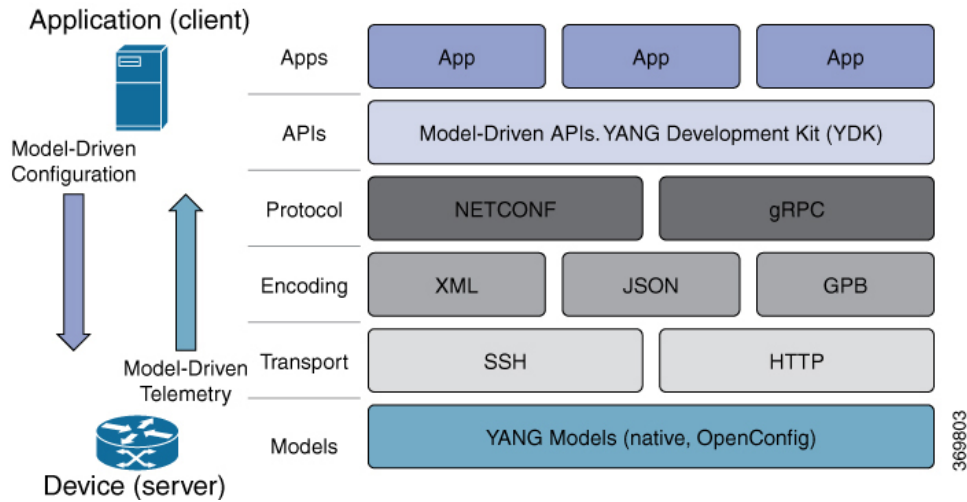 Application (client)
Model-Driven
Configuration
Model-Driven
Telemetry
Device (server)
Apps
App
App
App
APIs
Model-Driven APIs. YANG Development Kit (YDK)
Protocol
NETCONF
gRPC
Encoding
XML
JSON
GPB
Transport
SSH
HTTP
Models
YANG Models (native, OpenConfig)
369803